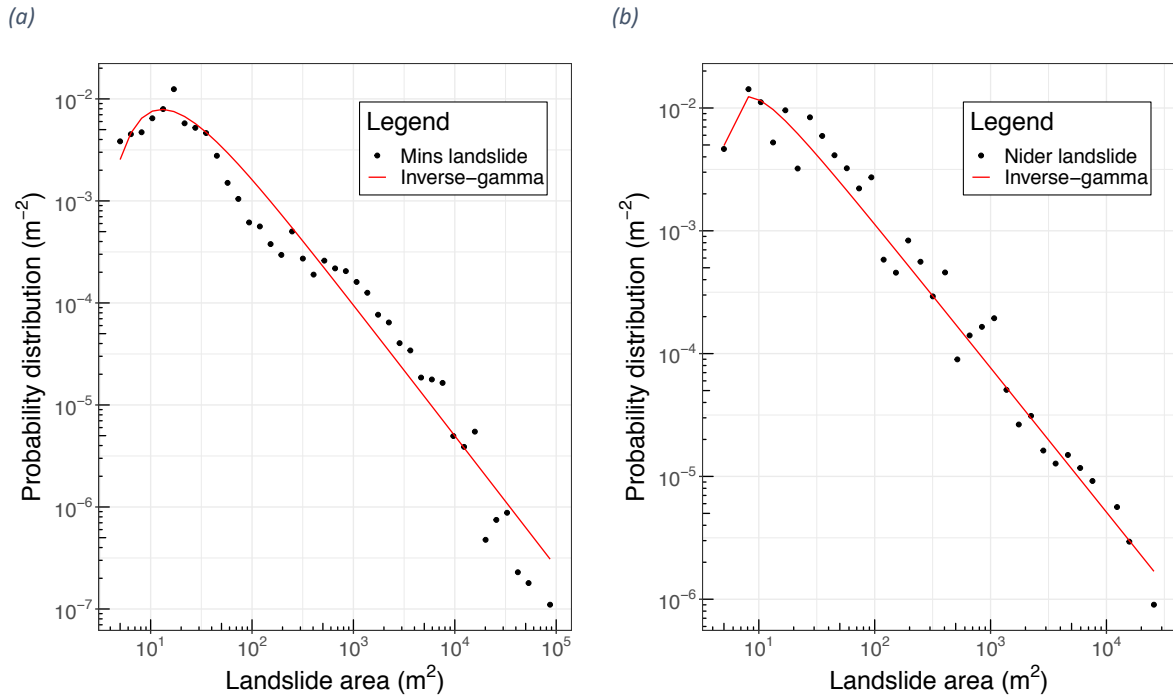 (a)
Probability distribution (m⁻²)
10⁻²
10⁻³
10⁻⁴
10⁻⁵
10⁻⁶
10⁻⁷
Legend
Mins landslide
Inverse−gamma
10¹ 10² 10³ 10⁴ 10⁵
Landslide area (m²)
(b)
Probability distribution (m⁻²)
10⁻²
10⁻³
10⁻⁴
10⁻⁵
10⁻⁶
Legend
Nider landslide
Inverse−gamma
10¹ 10² 10³ 10⁴
Landslide area (m²)